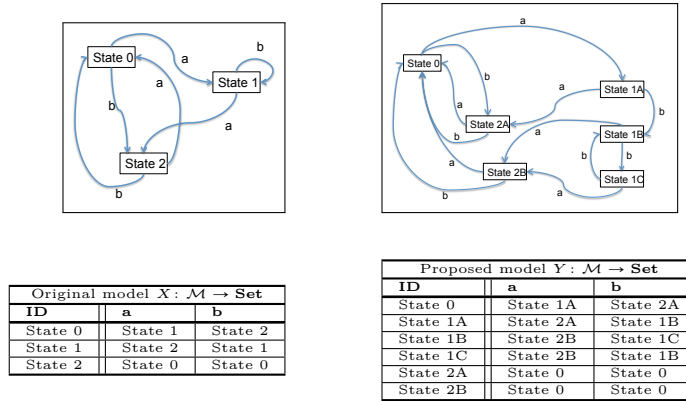 State 0
a
b
State 1
b
a
a
State 2
b
a
State 0
b
State 1A
a
a
b
State 2A
b
a
State 1B
b
b
State 2B
a
State 1C
a
b
Original model X: M → Set
ID a b
State 0 State 1 State 2
State 1 State 2 State 1
State 2 State 0 State 0
Proposed model Y: M → Set
ID a b
State 0 State 1A State 2A
State 1A State 2A State 1B
State 1B State 2B State 1C
State 1C State 2B State 1B
State 2A State 0 State 0
State 2B State 0 State 0